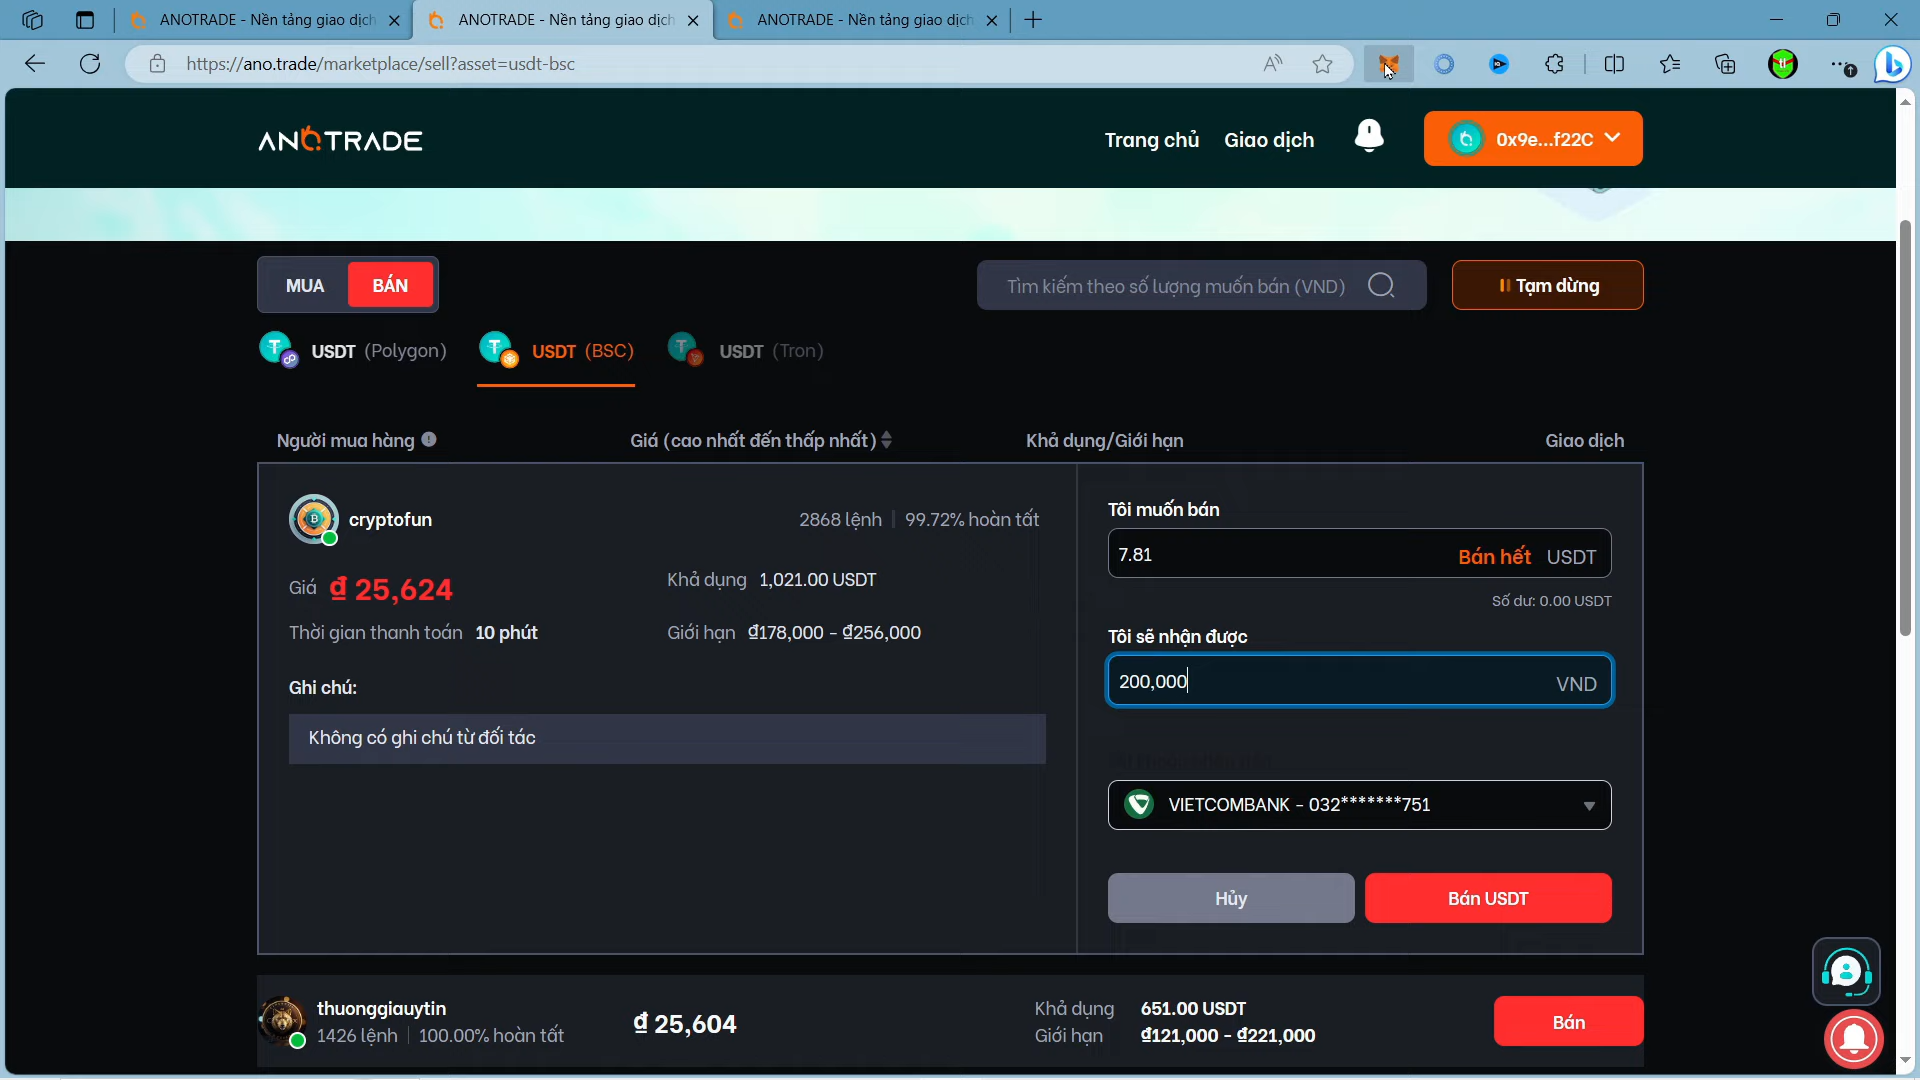 ANOTRADE - Nền tảng giao dịch
ANOTRADE - Nền tảng giao dịch
ANOTRADE - Nền tảng giao dịch
https://ano.trade/marketplace/sell?asset=usdt-bsc
ANOTRADE
Trang chủ
Giao dịch
0x9e...f22C
MUA
BÁN
Tìm kiếm theo số lượng muốn bán (VND)
Tạm dừng
USDT (Polygon)
USDT (BSC)
USDT (Tron)
Người mua hàng
Giá (cao nhất đến thấp nhất)
Khả dụng/Giới hạn
Giao dịch
cryptofun
2868 lệnh
99.72% hoàn tất
Giá ₫ 25,624
Khả dụng 1,021.00 USDT
Thời gian thanh toán 10 phút
Giới hạn ₫178,000 - ₫256,000
Ghi chú:
Không có ghi chú từ đối tác
Tôi muốn bán
7.81
Bán hết USDT
Số dư: 0.00 USDT
Tôi sẽ nhận được
200,000
VND
VIETCOMBANK - 032*******751
Hủy
Bán USDT
thuonggiauytin
1426 lệnh
100.00% hoàn tất
₫ 25,604
Khả dụng 651.00 USDT
Giới hạn ₫121,000 - ₫221,000
Bán